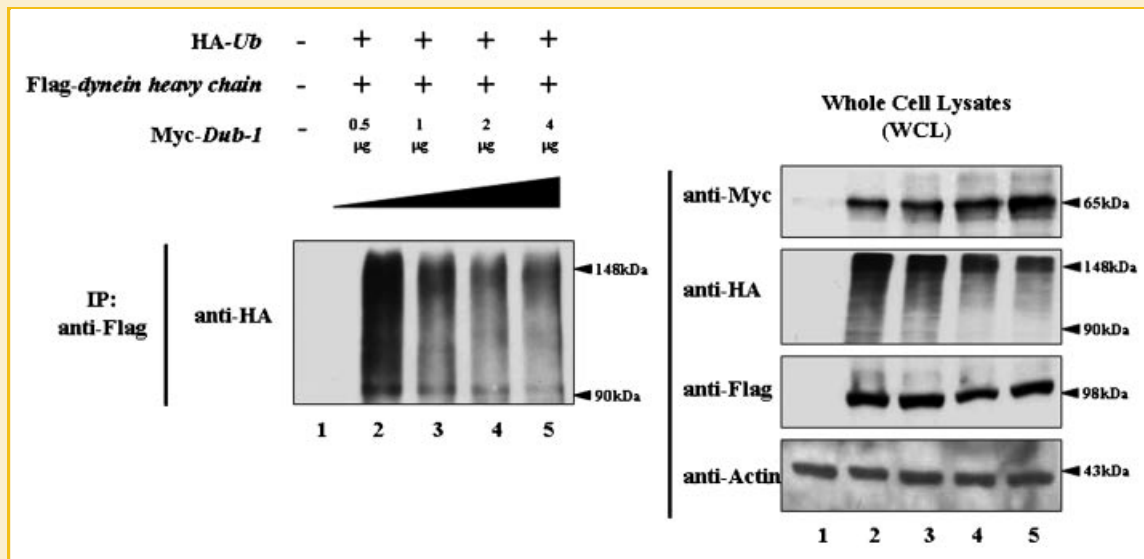 HA-Ub - + + + +
Flag-dynein heavy chain - + + + +
Myc-Dub-1 - 0.5 µg 1 µg 2 µg 4 µg
IP:
anti-Flag
anti-HA
148kDa
90kDa
1 2 3 4 5
Whole Cell Lysates
(WCL)
anti-Myc
65kDa
anti-HA
148kDa
90kDa
anti-Flag
98kDa
anti-Actin
43kDa
1 2 3 4 5